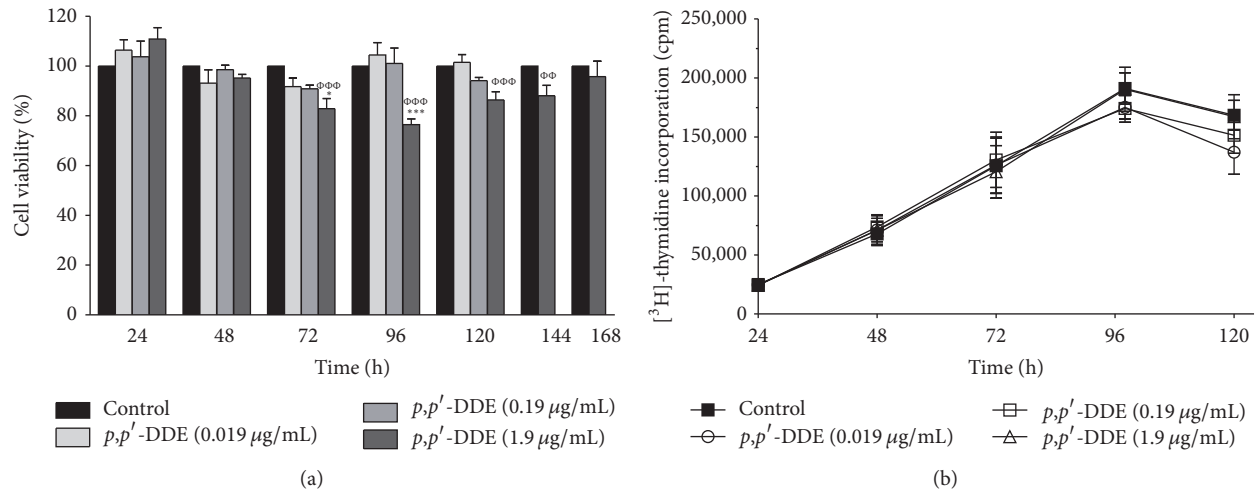 Cell viability (%)
120
100
80
60
40
20
0
ΦΦΦ
*
ΦΦΦ
***
ΦΦΦ
ΦΦ
24 48 72 96 120 144 168
Time (h)
Control
p,p′-DDE (0.019 μg/mL)
p,p′-DDE (0.19 μg/mL)
p,p′-DDE (1.9 μg/mL)
(a)
[³H]-thymidine incorporation (cpm)
250,000
200,000
150,000
100,000
50,000
0
24 48 72 96 120
Time (h)
Control
p,p′-DDE (0.019 μg/mL)
p,p′-DDE (0.19 μg/mL)
p,p′-DDE (1.9 μg/mL)
(b)